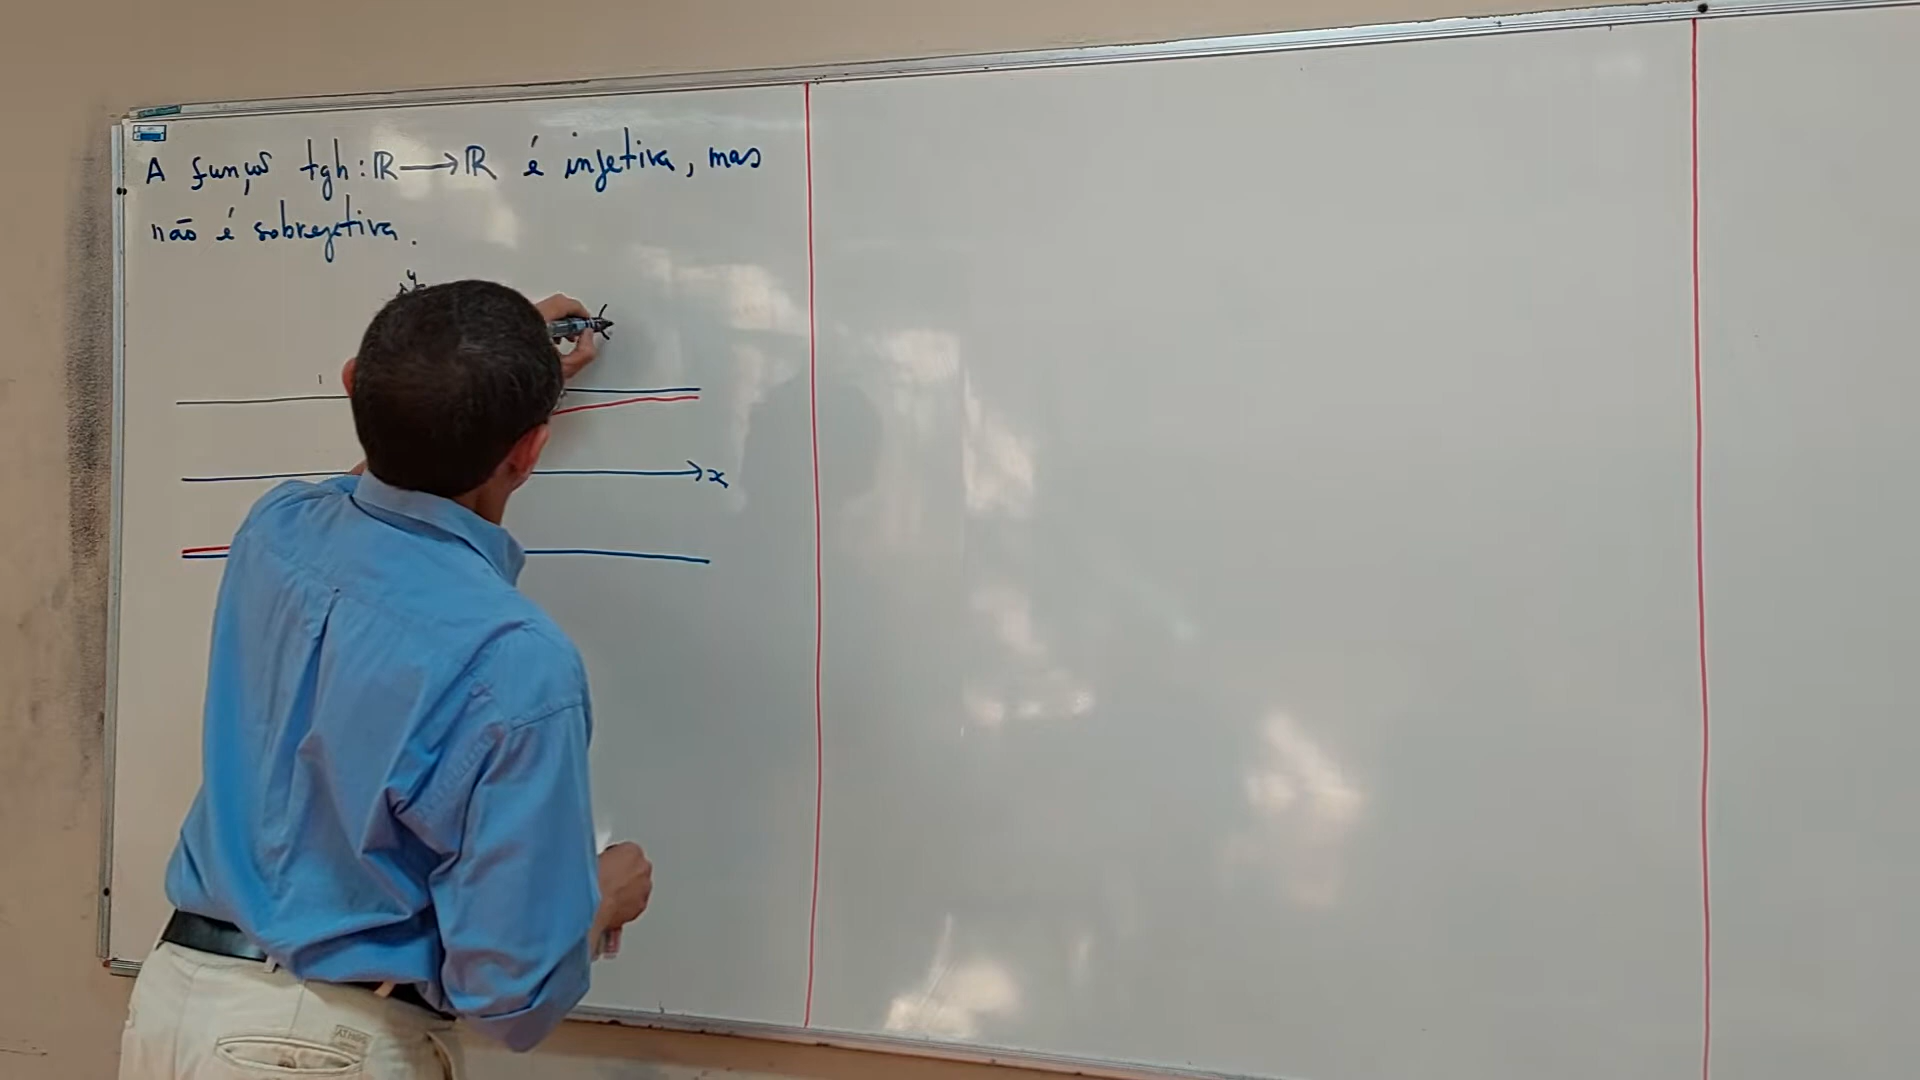 A função tgh : ℝ → ℝ é injetiva, mas
não é sobrejetiva.
y
x